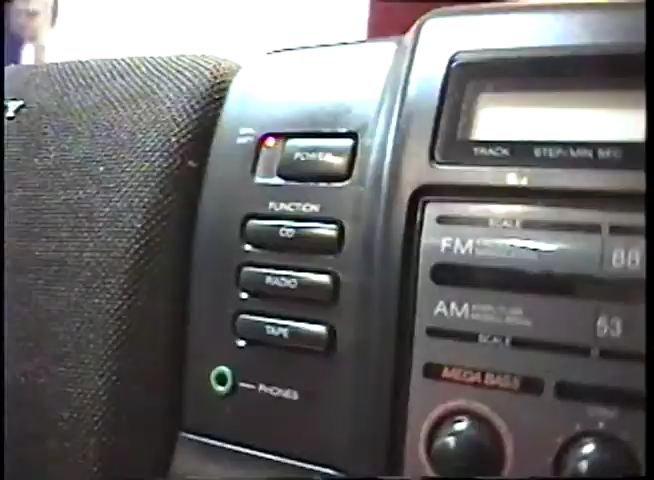 POWER
FUNCTION
CD
RADIO
TAPE
PHONES
TRACK STEP/MIN SEC
SCALE
FM
88
AM
53
SCALE
MEGA BASS